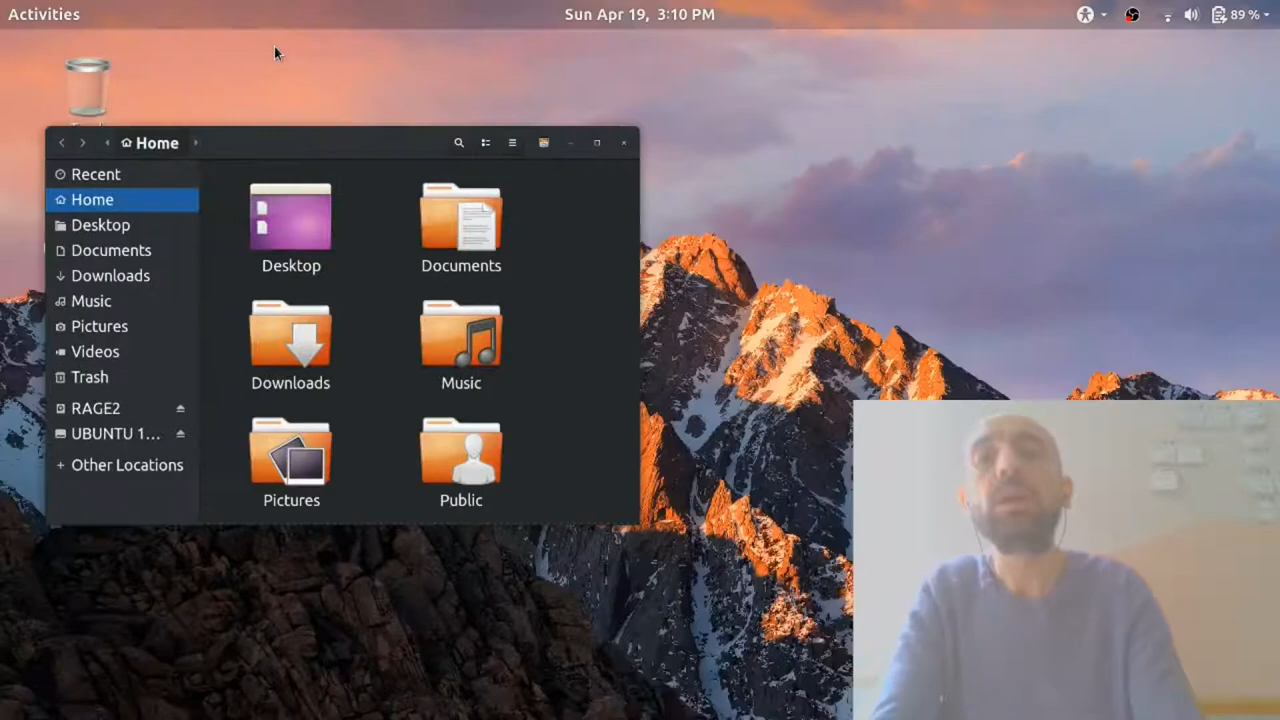 Activities
Sun Apr 19, 3:10 PM
89 %
Home
Recent
Home
Desktop
Documents
Downloads
Music
Pictures
Videos
Trash
RAGE2
UBUNTU 1...
Other Locations
Desktop
Documents
Downloads
Music
Pictures
Public